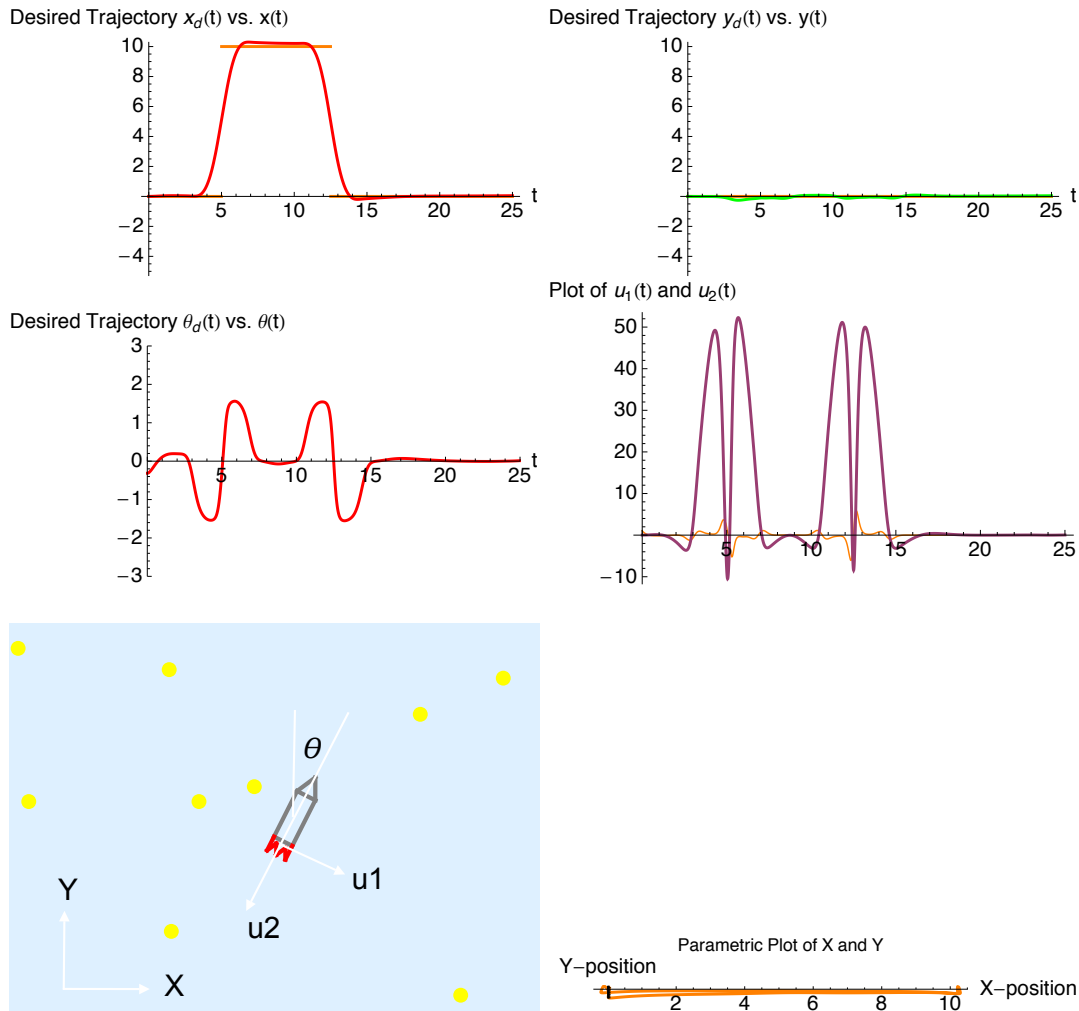 Desired Trajectory x_d(t) vs. x(t)
10
8
6
4
2
−2
−4
5 10 15 20 25 t
Desired Trajectory y_d(t) vs. y(t)
10
8
6
4
2
−2
−4
5 10 15 20 25 t
Desired Trajectory θ_d(t) vs. θ(t)
3
2
1
0
−1
−2
−3
5 10 15 20 25 t
Plot of u_1(t) and u_2(t)
50
40
30
20
10
−10
5 10 15 20 25
θ
u1
u2
Y
X
Parametric Plot of X and Y
Y−position
2 4 6 8 10 X−position